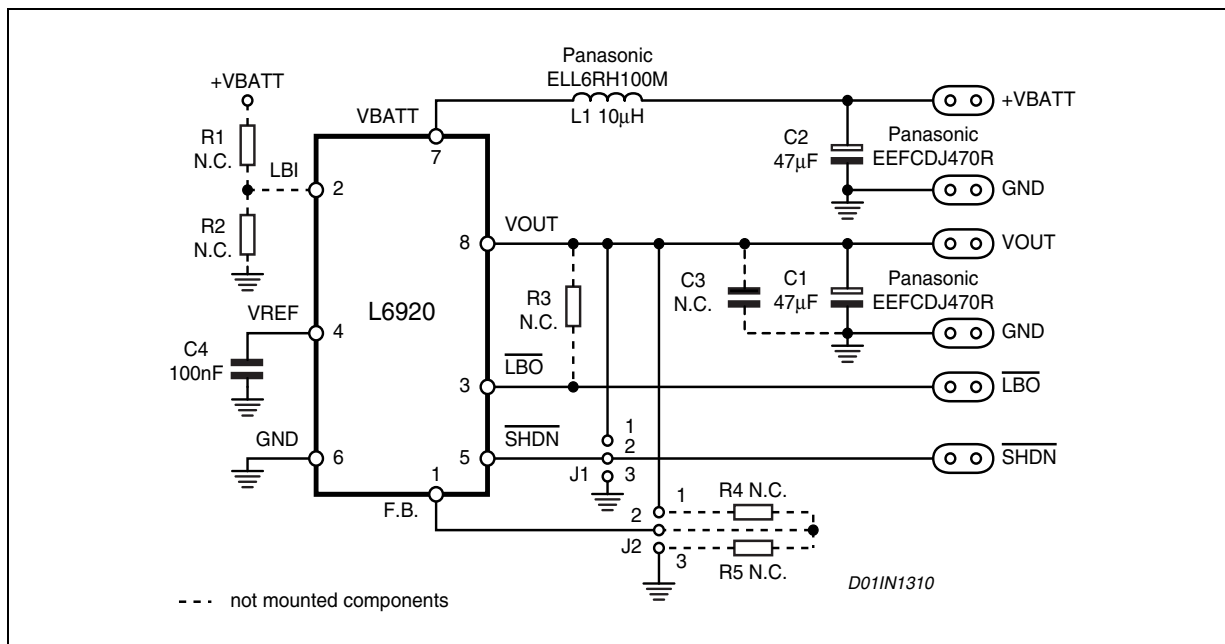 Panasonic
ELL6RH100M
L1 10μH
+VBATT
VBATT
7
+VBATT
R1
N.C.
LBI
2
C2
47μF
Panasonic
EEFCDJ470R
GND
R2
N.C.
VOUT
8
VOUT
L6920
R3
N.C.
C3
N.C.
C1
47μF
Panasonic
EEFCDJ470R
GND
VREF
4
C4
100nF
LBO
3
LBO
GND
6
SHDN
5
1
2
3
J1
SHDN
1
F.B.
1
2
3
J2
R4 N.C.
R5 N.C.
D01IN1310
not mounted components